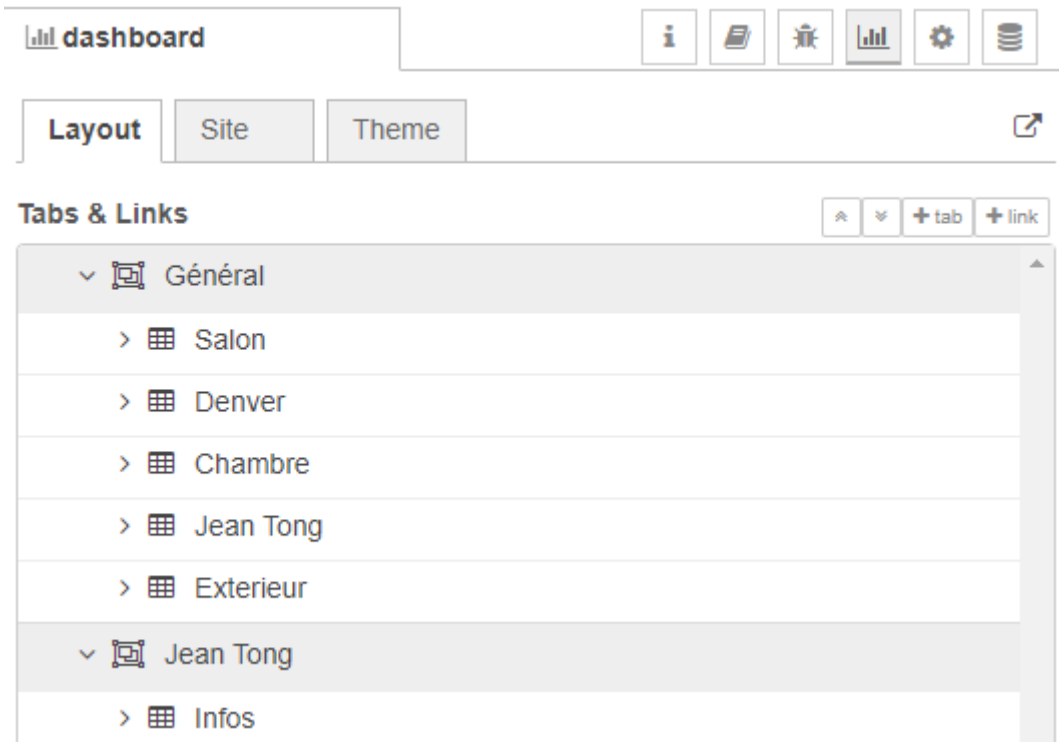 dashboard
i
Layout Site Theme
Tabs & Links
+ tab + link
Général
Salon
Denver
Chambre
Jean Tong
Exterieur
Jean Tong
Infos